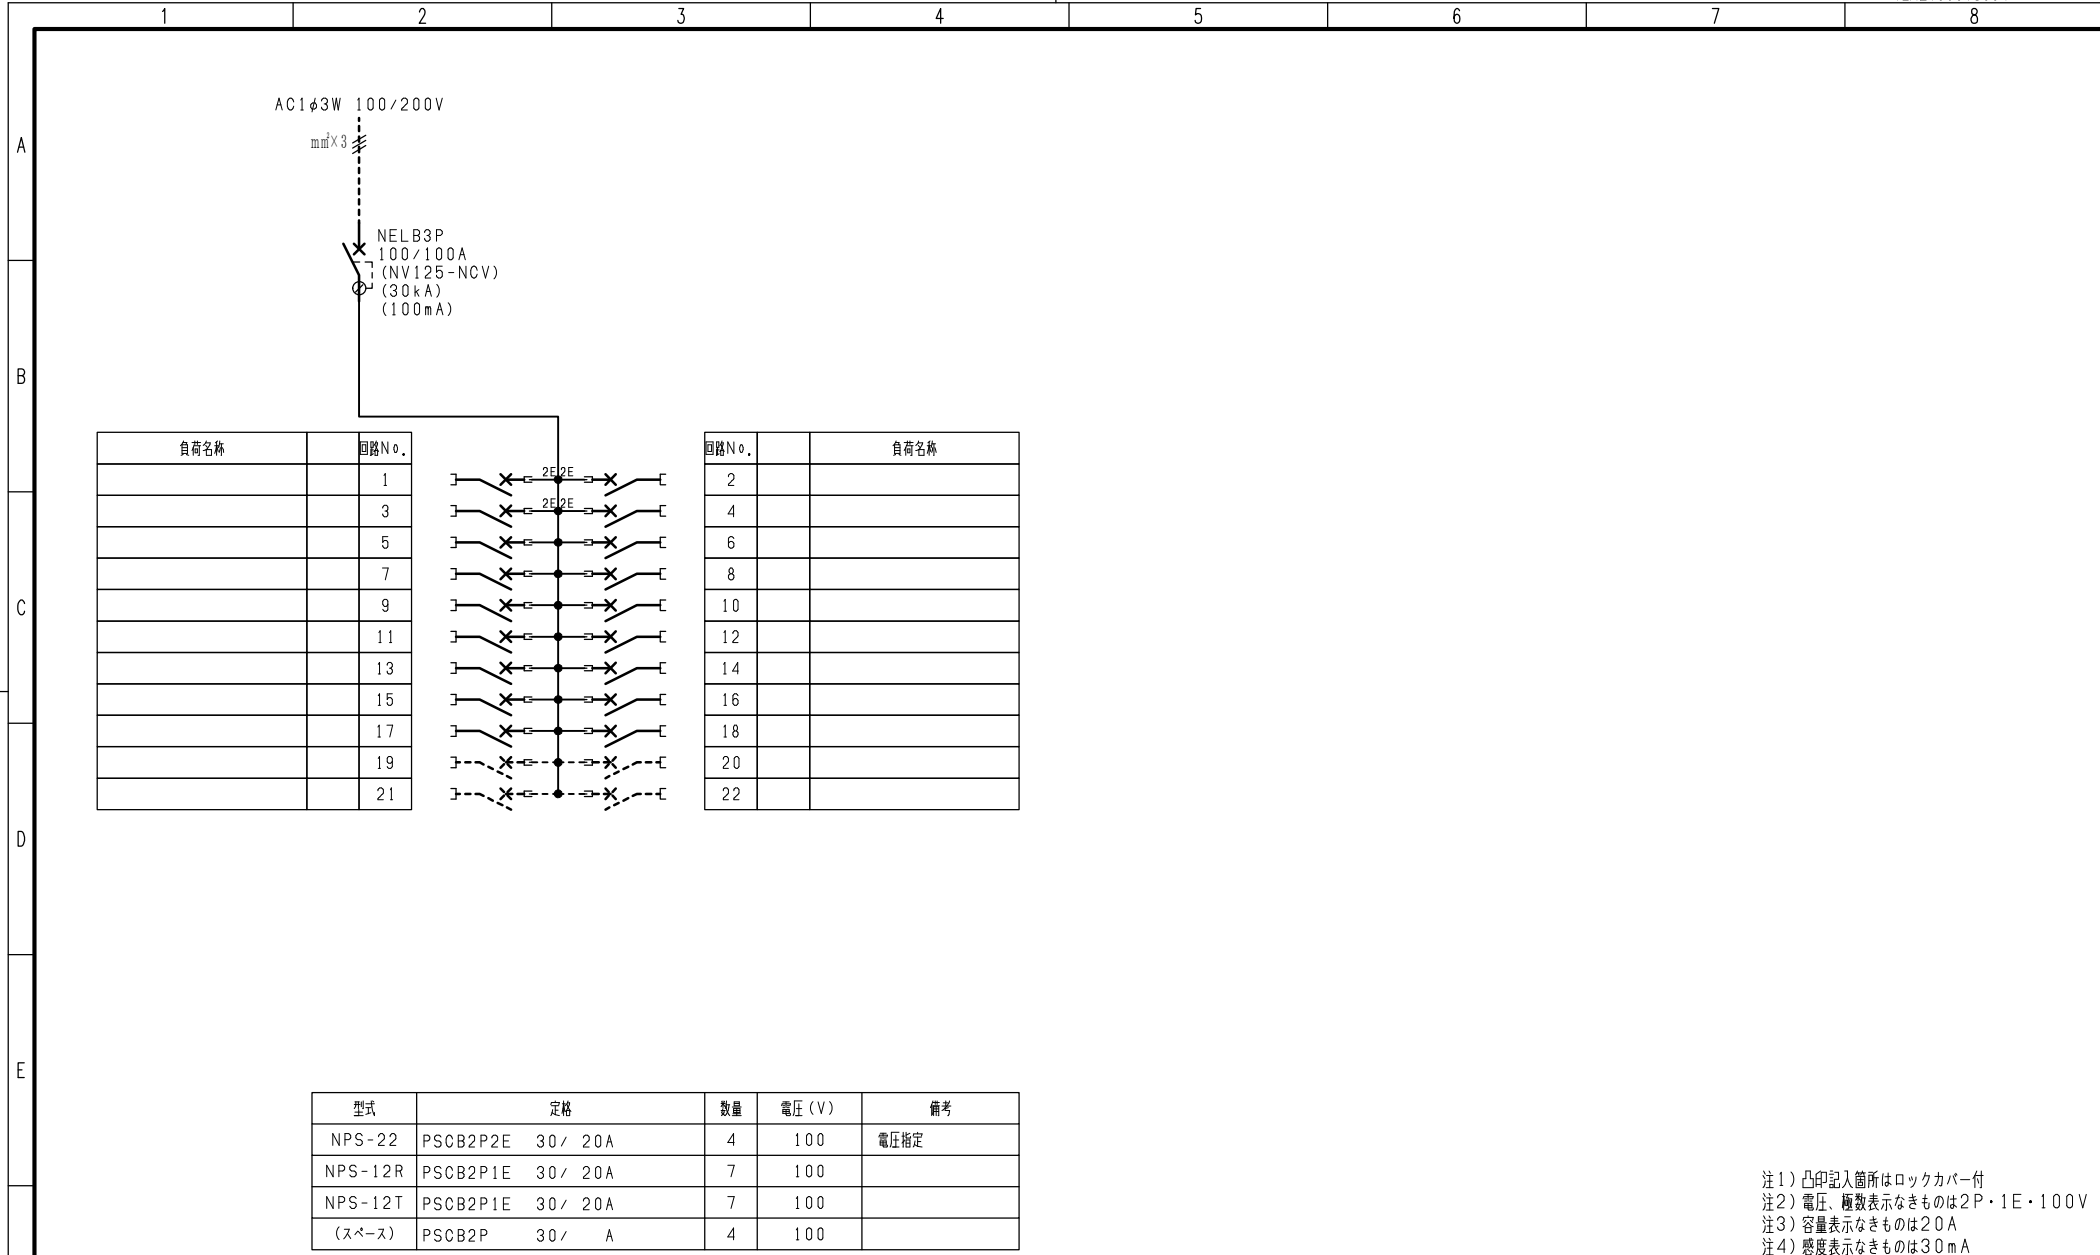 1 2 3 4 5 6 7 8
AC1φ3W 100/200V
A
mm²×3
NELB3P
100/100A
(NV125-NCV)
(30kA)
(100mA)
B
負荷名称 回路No. 回路No. 負荷名称
1 2E 2E 2
3 2E 2E 4
5 6
7 8
9 10
C
11 12
13 14
15 16
17 18
19 20
21 22
D
E
型式 定格 数量 電圧(V) 備考
NPS-22 PSCB2P2E 30/ 20A 4 100 電圧指定
NPS-12R PSCB2P1E 30/ 20A 7 100
NPS-12T PSCB2P1E 30/ 20A 7 100
(スペース) PSCB2P 30/ A 4 100
注1)凸印記入箇所はロックカバー付
注2)電圧、極数表示なきものは2P・1E・100V
注3)容量表示なきものは20A
注4)感度表示なきものは30mA